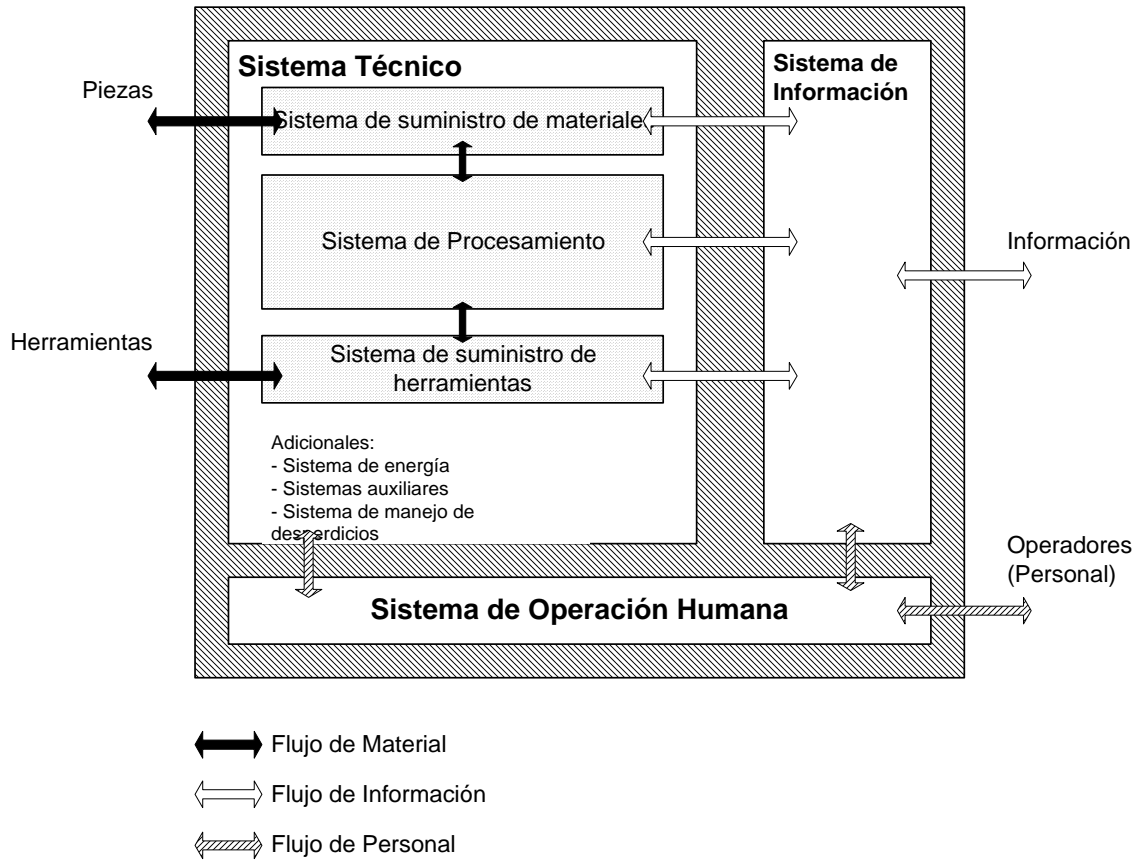 Sistema Técnico
Sistema de
Información
Piezas
Sistema de suministro de materiale
Sistema de Procesamiento
Información
Herramientas
Sistema de suministro de
herramientas
Adicionales:
- Sistema de energía
- Sistemas auxiliares
- Sistema de manejo de
desperdicios
Operadores
(Personal)
Sistema de Operación Humana
Flujo de Material
Flujo de Información
Flujo de Personal